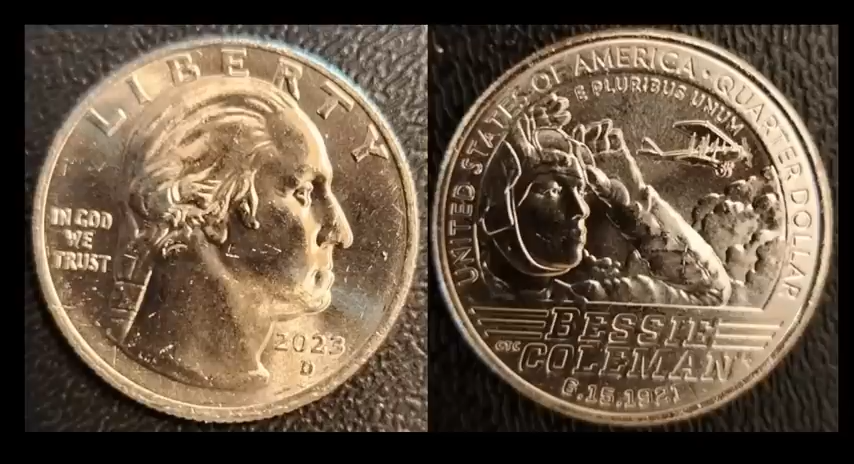 LIBERTY
IN GOD
WE
TRUST
2023
D
UNITED STATES OF AMERICA · QUARTER DOLLAR
E PLURIBUS UNUM
BESSIE
COLEMAN
6.15.1921